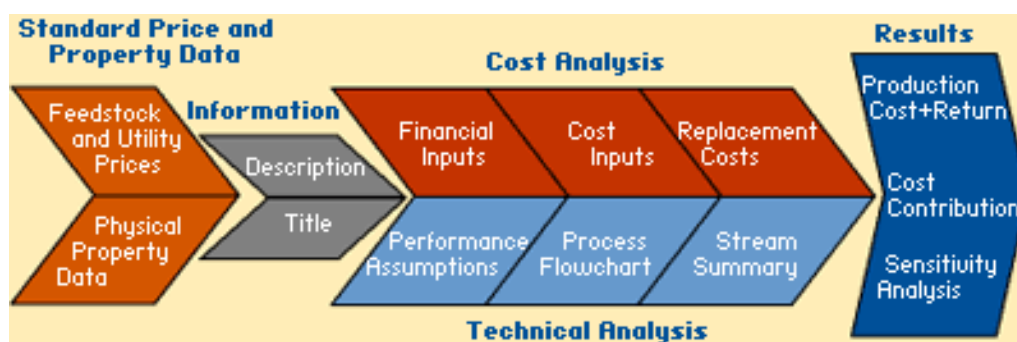 Standard Price and
Property Data
Feedstock
and Utility
Prices
Physical
Property
Data
Information
Description
Title
Cost Analysis
Financial
Inputs
Cost
Inputs
Replacement
Costs
Performance
Assumptions
Process
Flowchart
Stream
Summary
Technical Analysis
Results
Production
Cost+Return
Cost
Contribution
Sensitivity
Analysis